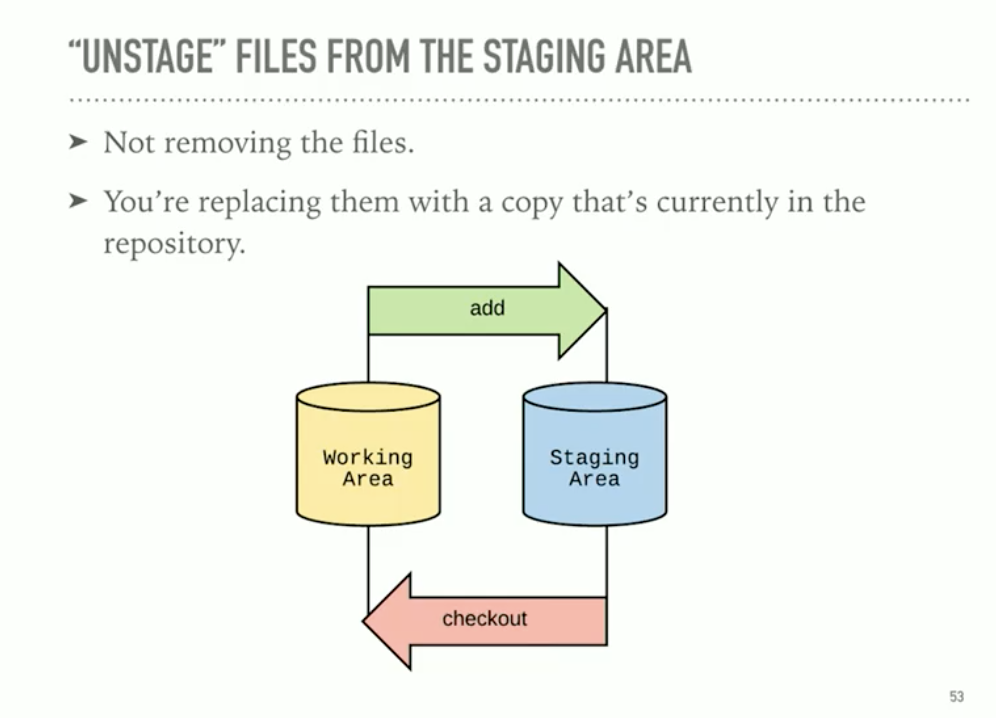 “UNSTAGE” FILES FROM THE STAGING AREA
➤ Not removing the files.
➤ You’re replacing them with a copy that’s currently in the
repository.
add
Working
Area
Staging
Area
checkout
53